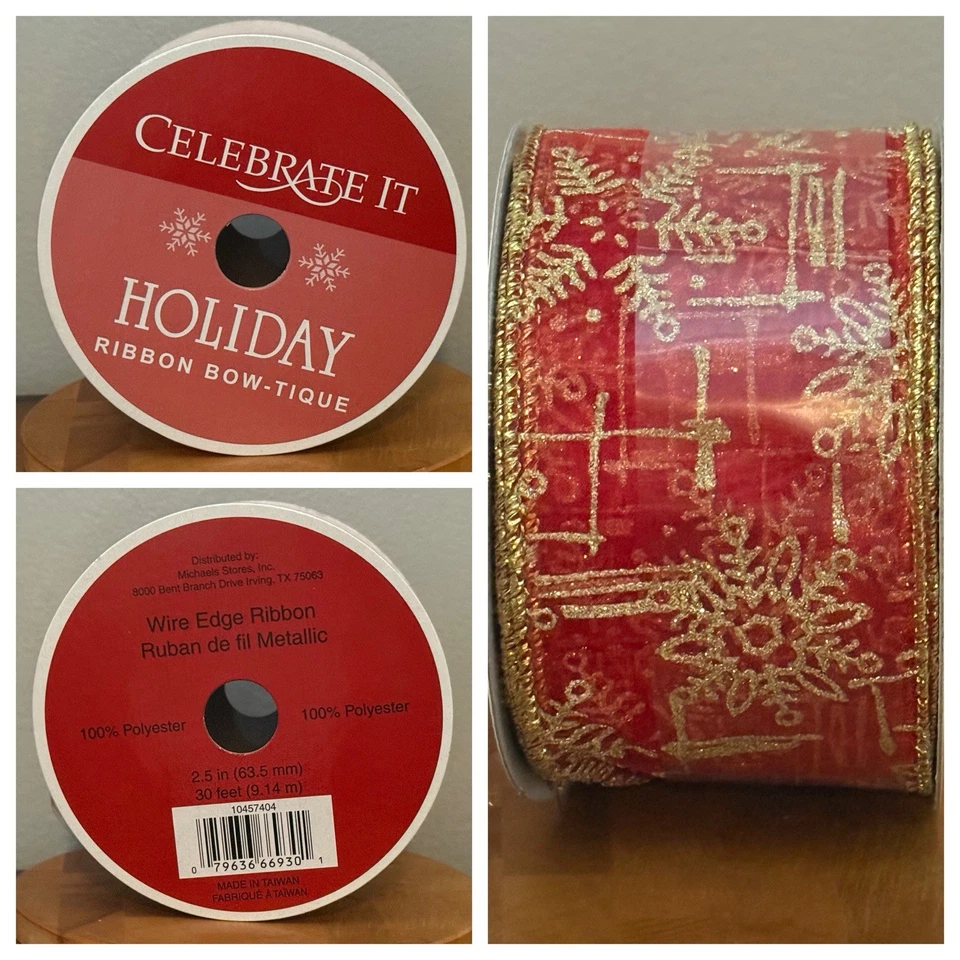 CELEBRATE IT
HOLIDAY
RIBBON BOW-TIQUE
Distributed by:
Michaels Stores, Inc.
8000 Bent Branch Drive Irving, TX 75063
Wire Edge Ribbon
Ruban de fil Metallic
100% Polyester 100% Polyester
2.5 in (63.5 mm)
30 feet (9.14 m)
10457404
0 79636 66930 1
MADE IN TAIWAN
FABRIQUÉ À TAÏWAN